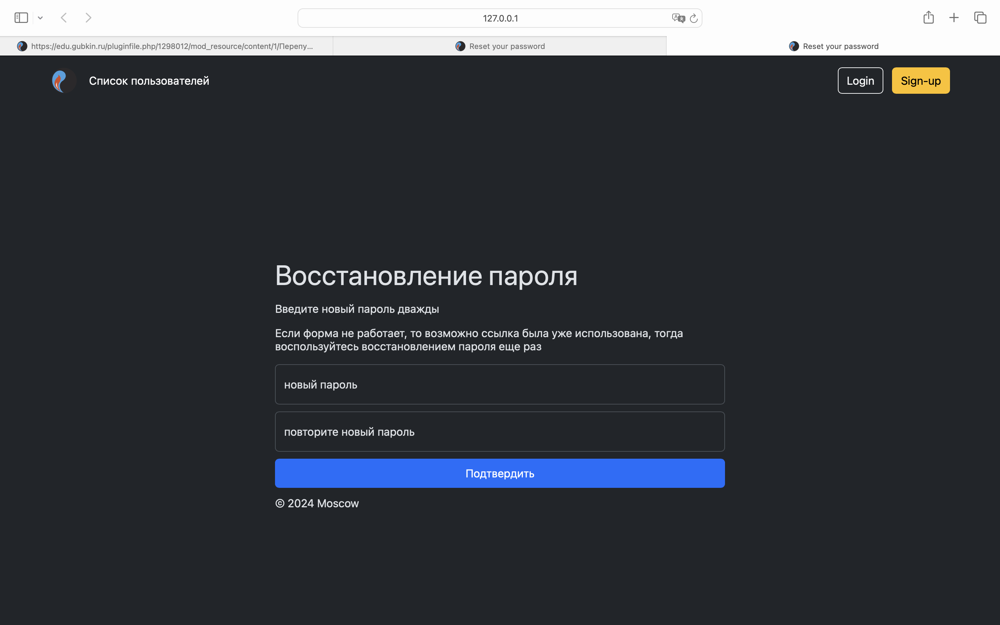 127.0.0.1
https://edu.gubkin.ru/pluginfile.php/1298012/mod_resource/content/1/Перепу...
Reset your password
Reset your password
Список пользователей
Login
Sign-up
Восстановление пароля
Введите новый пароль дважды
Если форма не работает, то возможно ссылка была уже использована, тогда
воспользуйтесь восстановлением пароля еще раз
новый пароль
повторите новый пароль
Подтвердить
© 2024 Moscow